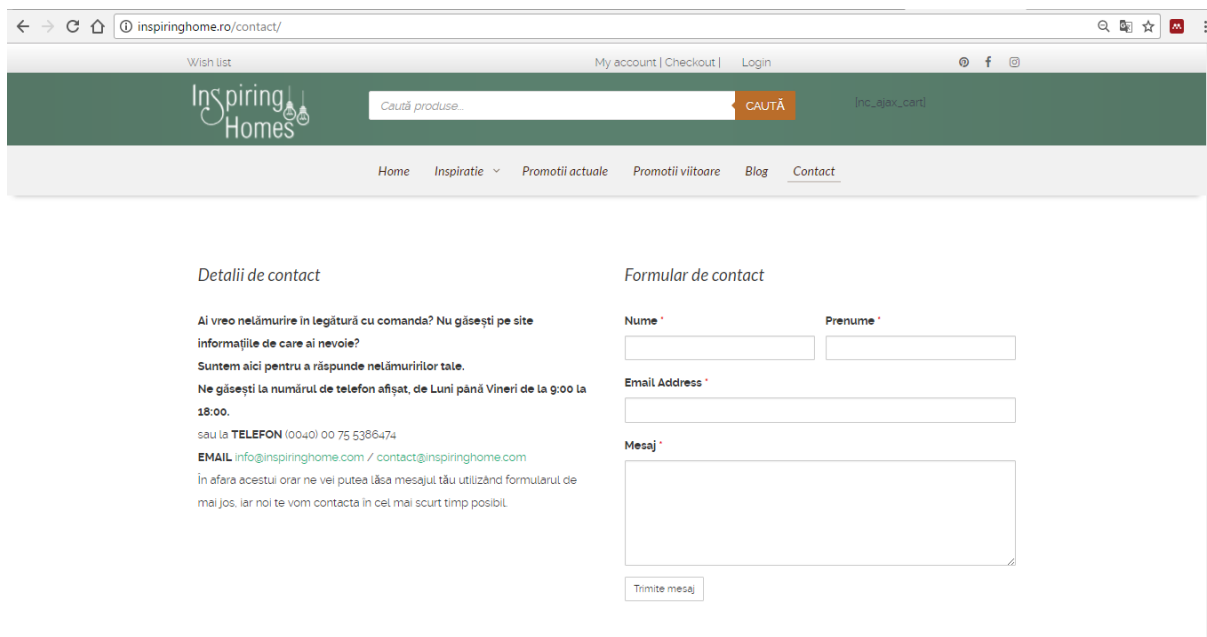 inspiringhome.ro/contact/
Wish list
My account | Checkout | Login
Inspiring
Homes
Caută produse...
CAUTĂ
[nc_ajax_cart]
Home Inspiratie Promotii actuale Promotii viitoare Blog Contact
Detalii de contact
Ai vreo nelămurire în legătură cu comanda? Nu găsești pe site
informațiile de care ai nevoie?
Suntem aici pentru a răspunde nelămuririlor tale.
Ne găsești la numărul de telefon afișat, de Luni până Vineri de la 9:00 la
18:00.
sau la TELEFON (0040) 00 75 5386474
EMAIL info@inspiringhome.com / contact@inspiringhome.com
În afara acestui orar ne vei putea lăsa mesajul tău utilizând formularul de
mai jos, iar noi te vom contacta în cel mai scurt timp posibil.
Formular de contact
Nume * Prenume *
Email Address *
Mesaj *
Trimite mesaj